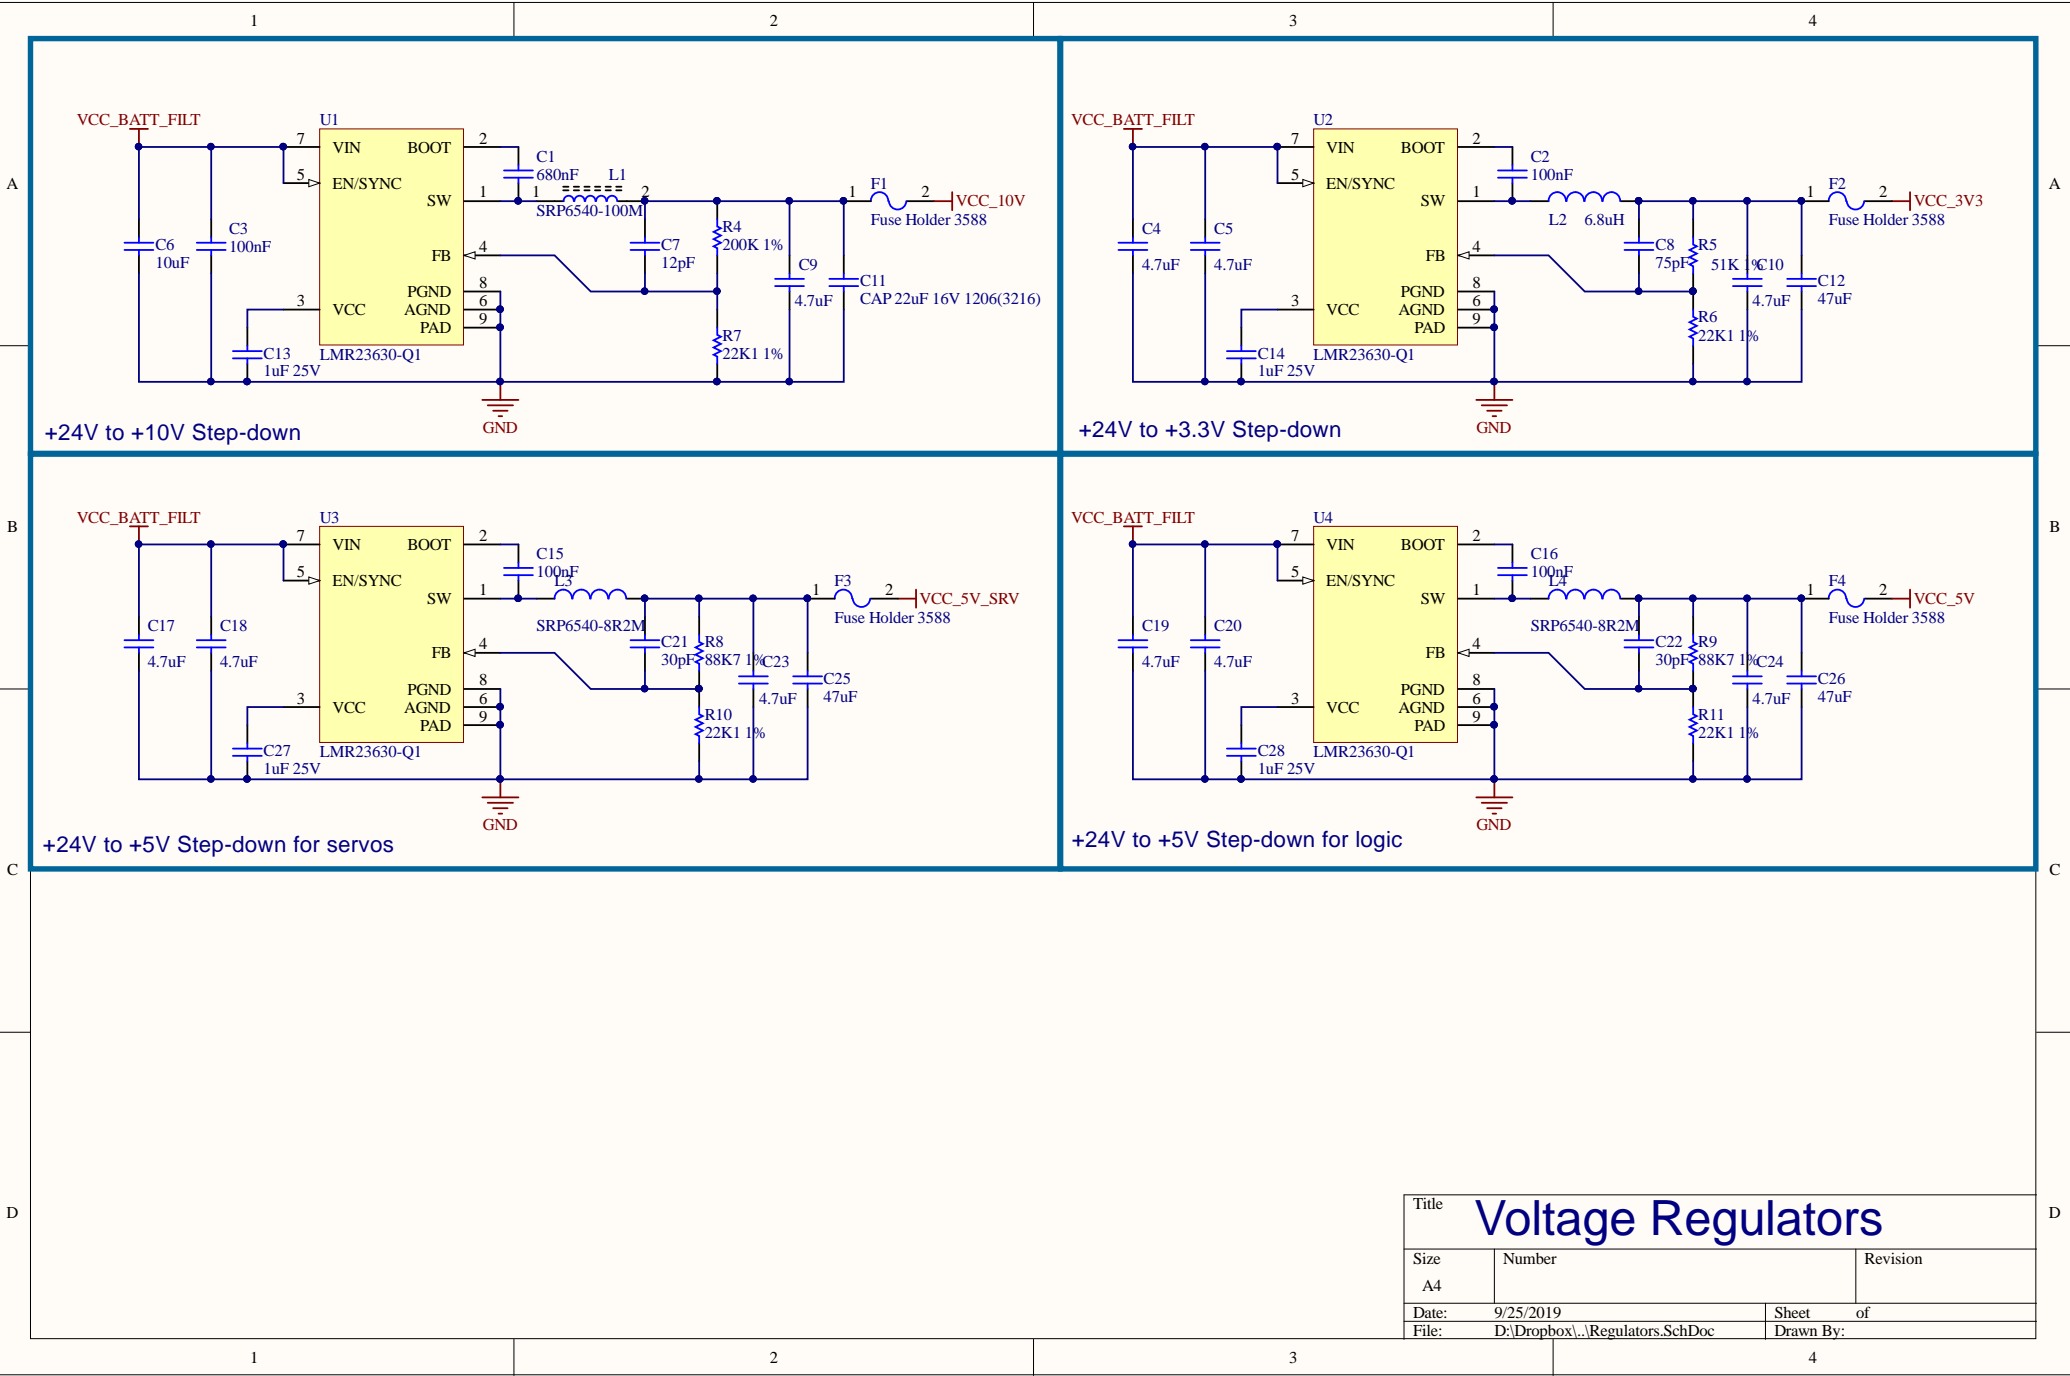 1 2 3 4
A
A
VCC_BATT_FILT
U1
7 VIN BOOT 2
5 EN/SYNC
SW 1
FB 4
PGND 8
3 VCC AGND 6
PAD 9
LMR23630-Q1
C1
680nF
1 L1 2
SRP6540-100M
C6
10uF
C3
100nF
C13
1uF 25V
C7
12pF
R4
200K 1%
R7
22K1 1%
C9
4.7uF
C11
CAP 22uF 16V 1206(3216)
1 F1 2
Fuse Holder 3588
VCC_10V
GND
+24V to +10V Step-down
VCC_BATT_FILT
U2
7 VIN BOOT 2
5 EN/SYNC
SW 1
FB 4
PGND 8
3 VCC AGND 6
PAD 9
LMR23630-Q1
C2
100nF
L2 6.8uH
C4
4.7uF
C5
4.7uF
C14
1uF 25V
C8
75pF
R5
51K 1%
R6
22K1 1%
C10
4.7uF
C12
47uF
1 F2 2
Fuse Holder 3588
VCC_3V3
GND
+24V to +3.3V Step-down
B
B
VCC_BATT_FILT
U3
7 VIN BOOT 2
5 EN/SYNC
SW 1
FB 4
PGND 8
3 VCC AGND 6
PAD 9
LMR23630-Q1
C15
100nF
L3
SRP6540-8R2M
C17
4.7uF
C18
4.7uF
C27
1uF 25V
C21
30pF
R8
88K7 1%
R10
22K1 1%
C23
4.7uF
C25
47uF
1 F3 2
Fuse Holder 3588
VCC_5V_SRV
GND
+24V to +5V Step-down for servos
VCC_BATT_FILT
U4
7 VIN BOOT 2
5 EN/SYNC
SW 1
FB 4
PGND 8
3 VCC AGND 6
PAD 9
LMR23630-Q1
C16
100nF
L4
SRP6540-8R2M
C19
4.7uF
C20
4.7uF
C28
1uF 25V
C22
30pF
R9
88K7 1%
R11
22K1 1%
C24
4.7uF
C26
47uF
1 F4 2
Fuse Holder 3588
VCC_5V
GND
+24V to +5V Step-down for logic
C
C
D
D
Title Voltage Regulators
Size Number Revision
A4
Date: 9/25/2019 Sheet of
File: D:\Dropbox\..\Regulators.SchDoc Drawn By:
1 2 3 4